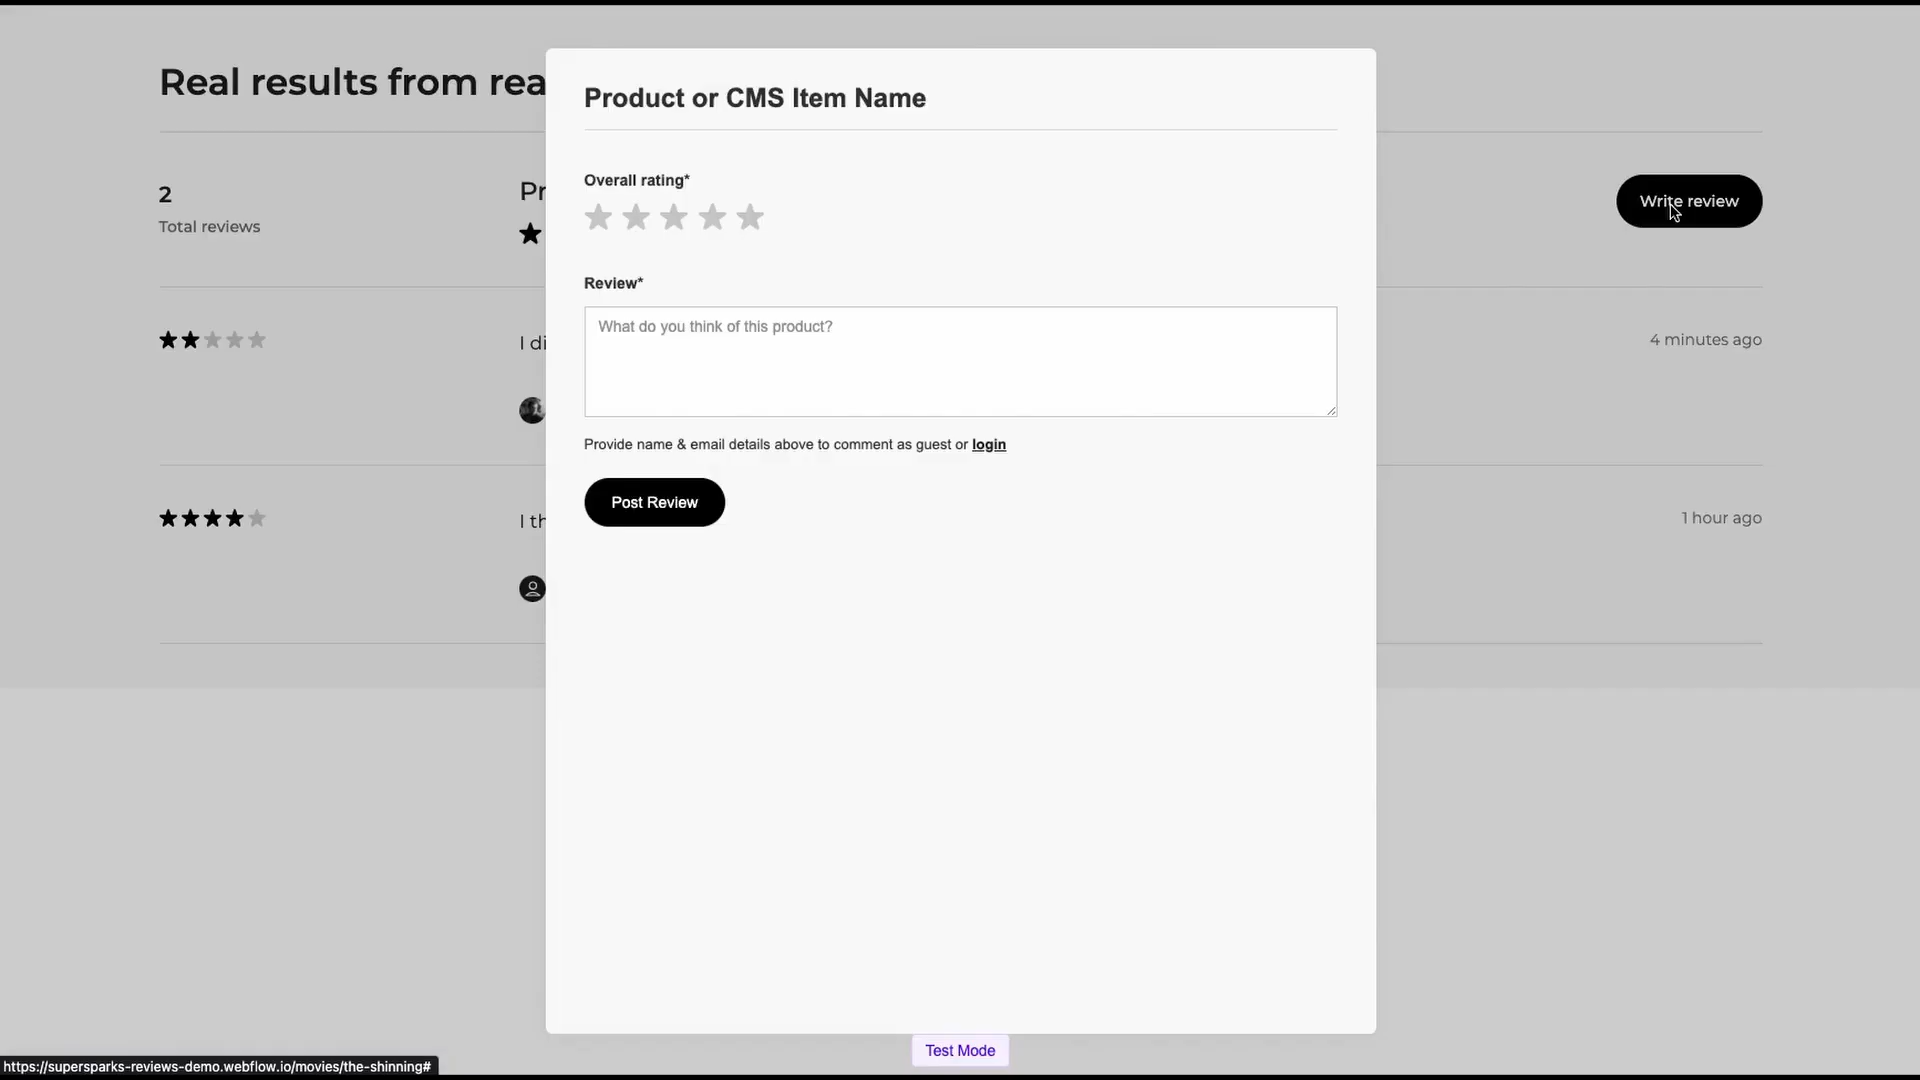 Real results from rea
Product or CMS Item Name
2
Total reviews
Pr
Write review
Overall rating*
Review*
What do you think of this product?
I di
4 minutes ago
Provide name & email details above to comment as guest or login
Post Review
I th
1 hour ago
Test Mode
https://supersparks-reviews-demo.webflow.io/movies/the-shinning#